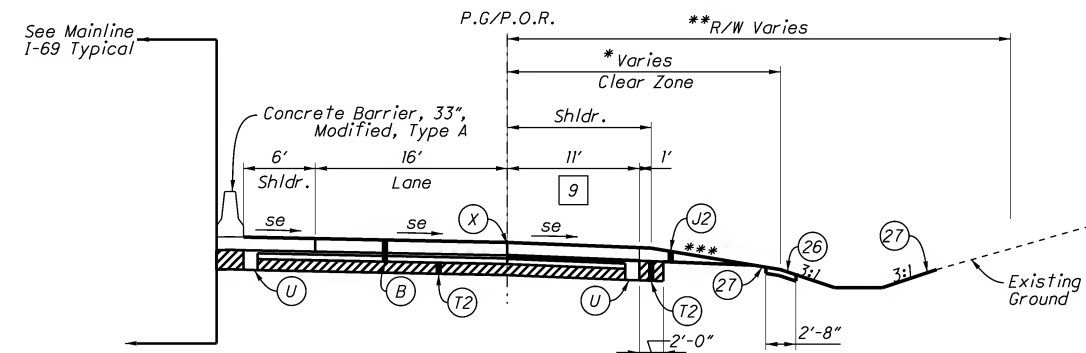 P.G/P.O.R.
See Mainline
I-69 Typical
**R/W Varies
*Varies
Clear Zone
Concrete Barrier, 33",
Modified, Type A
Shldr.
6'
16'
11'
1'
Shldr.
Lane
9
se
se
se
X
J2
***
26
27
3:1
3:1
27
Existing
Ground
U
B
T2
U
T2
2'-0"
2'-8"